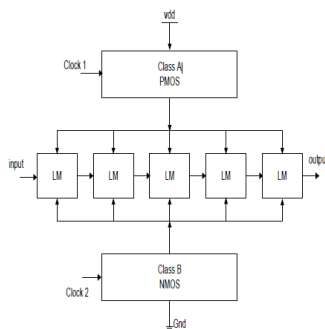 vdd
Clock 1
Class A|
PMOS
input
LM
LM
LM
LM
LM
output
Class B
NMOS
Clock 2
Gnd